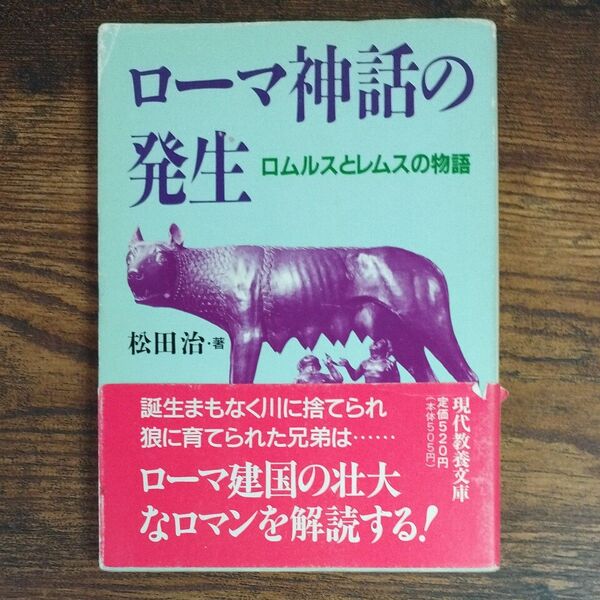 ローマ神話の
発生
ロムルスとレムスの物語
松田治・著
誕生まもなく川に捨てられ
狼に育てられた兄弟は……
ローマ建国の壮大
なロマンを解読する!
現代教養文庫
定価520円
(本体505円)